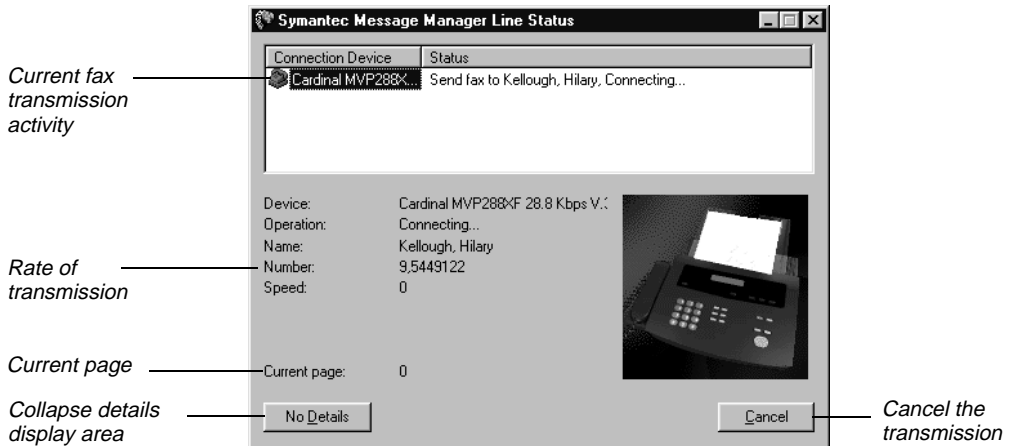 Symantec Message Manager Line Status
Connection Device Status
Cardinal MVP288X... Send fax to Kellough, Hilary, Connecting...
Current fax
transmission
activity
Device: Cardinal MVP288XF 28.8 Kbps V.
Operation: Connecting...
Name: Kellough, Hilary
Number: 9,5449122
Speed: 0
Rate of
transmission
Current page: 0
Current page
No Details
Cancel
Collapse details
display area
Cancel the
transmission